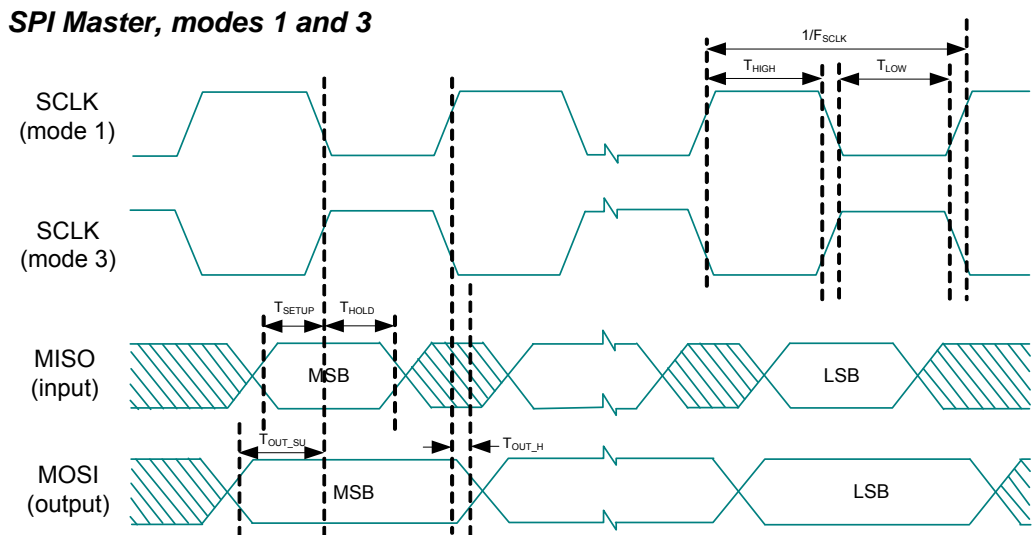 SPI Master, modes 1 and 3
1/FSCLK
THIGH
TLOW
SCLK
(mode 1)
SCLK
(mode 3)
TSETUP
THOLD
MISO
(input)
MSB
LSB
TOUT_SU
TOUT_H
MOSI
(output)
MSB
LSB